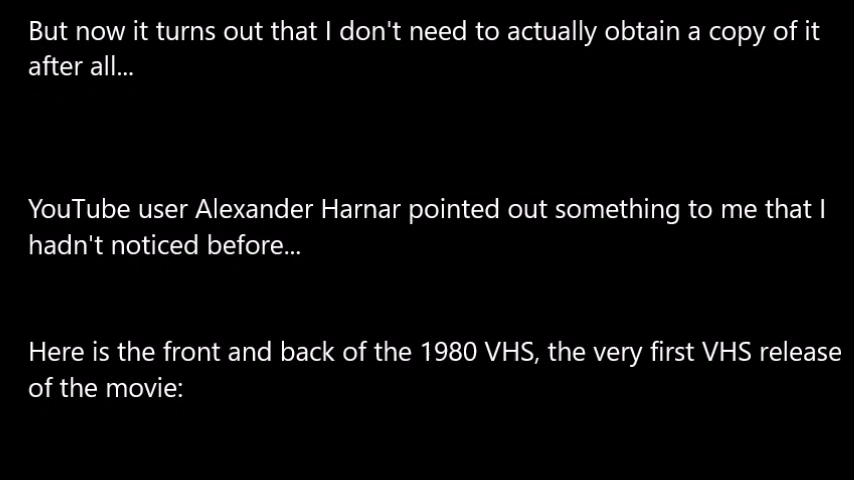 But now it turns out that I don't need to actually obtain a copy of it
after all...
YouTube user Alexander Harnar pointed out something to me that I
hadn't noticed before...
Here is the front and back of the 1980 VHS, the very first VHS release
of the movie: